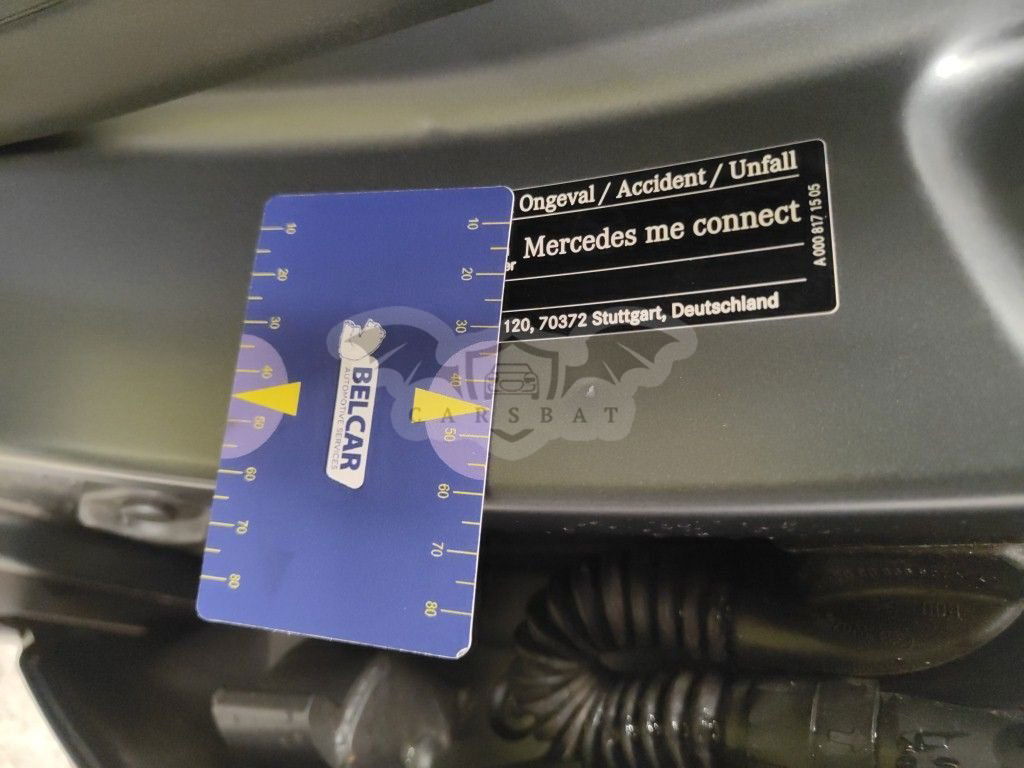 Ongeval / Accident / Unfall
Mercedes me connect
er
120, 70372 Stuttgart, Deutschland
A 000 817 15 05
10
20
30
40
50
60
70
80
10
20
30
40
50
60
70
80
BELCAR
AUTOMOTIVE SERVICES
CARSBAT